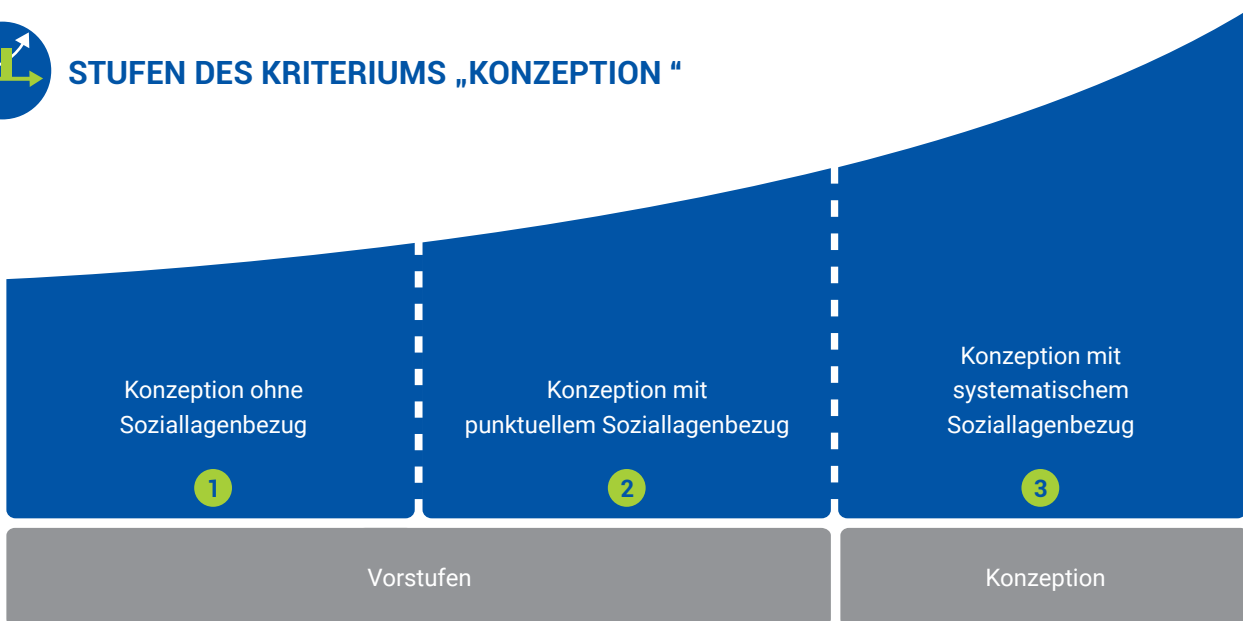 STUFEN DES KRITERIUMS „KONZEPTION “
Konzeption ohne
Soziallagenbezug
1
Konzeption mit
punktuellem Soziallagenbezug
2
Konzeption mit
systematischem
Soziallagenbezug
3
Vorstufen
Konzeption